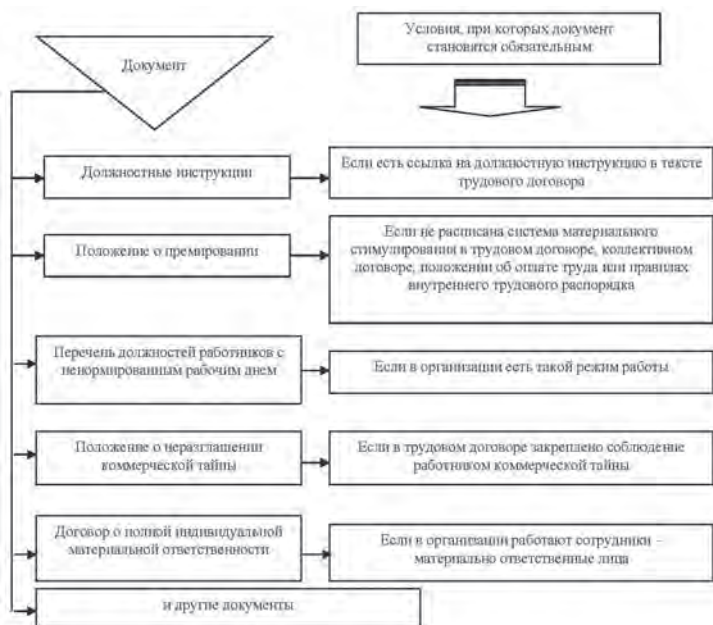 Документ
Условия, при которых документ
становятся обязательным
Должностные инструкции
Если есть ссылка на должностную инструкцию в тексте
трудового договора
Положение о премировании
Если не расписана система материального
стимулирования в трудовом договоре, коллективном
договоре, положении об оплате труда или правилах
внутреннего трудового распорядка
Перечень должностей работников с
ненормированным рабочим днем
Если в организации есть такой режим работы
Положение о неразглашении
коммерческой тайны
Если в трудовом договоре закреплено соблюдение
работником коммерческой тайны
Договор о полной индивидуальной
материальной ответственности
Если в организации работают сотрудники –
материально ответственные лица
и другие документы